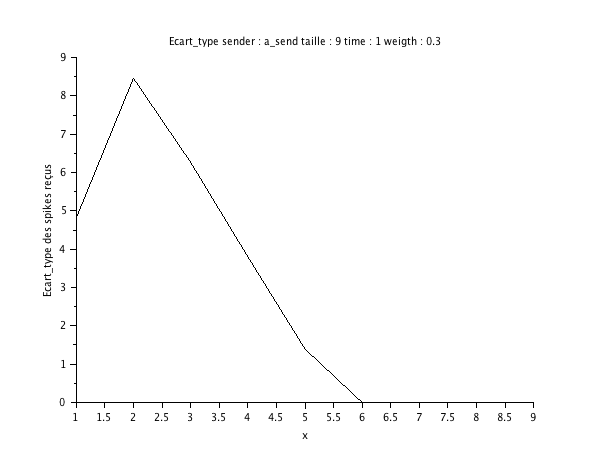 Ecart_type sender : a_send taille : 9 time : 1 weigth : 0.3
9
8
7
6
5
4
3
2
1
0
Ecart_type des spikes reçus
1 1.5 2 2.5 3 3.5 4 4.5 5 5.5 6 6.5 7 7.5 8 8.5 9
x